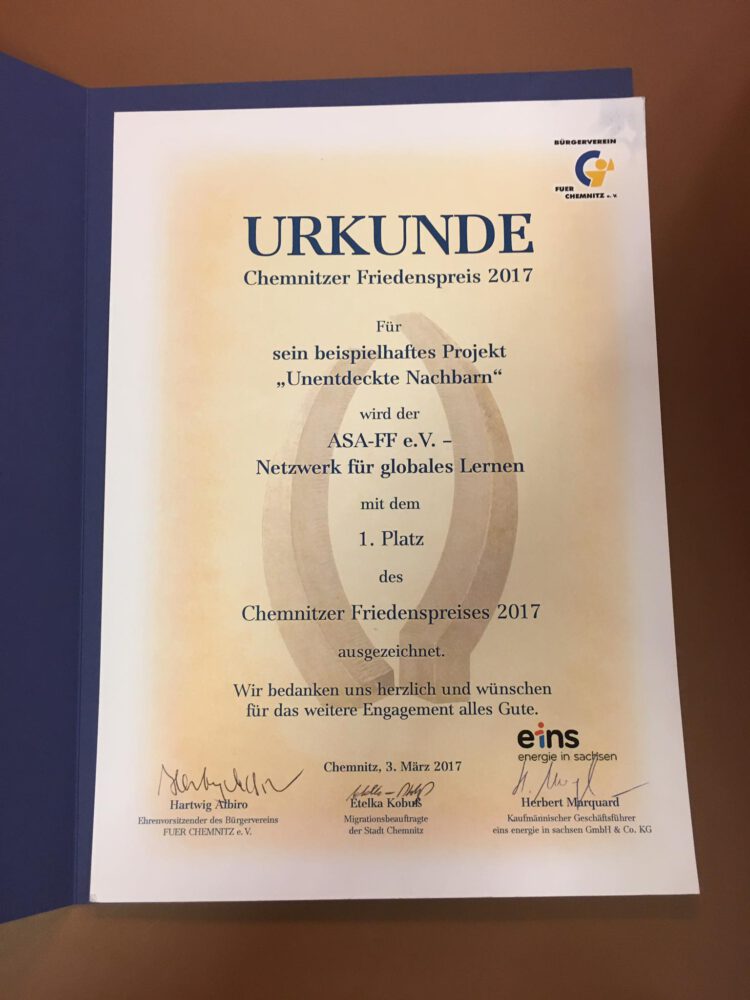 BÜRGERVEREIN
FUER
CHEMNITZ e. V.
URKUNDE
Chemnitzer Friedenspreis 2017
Für
sein beispielhaftes Projekt
„Unentdeckte Nachbarn“
wird der
ASA-FF e.V. –
Netzwerk für globales Lernen
mit dem
1. Platz
des
Chemnitzer Friedenspreises 2017
ausgezeichnet.
Wir bedanken uns herzlich und wünschen
für das weitere Engagement alles Gute.
eins
energie in sachsen
Chemnitz, 3. März 2017
Hartwig Albiro
Ehrenvorsitzender des Bürgervereins
FUER CHEMNITZ e. V.
Etelka Kobuß
Migrationsbeauftragte
der Stadt Chemnitz
Herbert Marquard
Kaufmännischer Geschäftsführer
eins energie in sachsen GmbH & Co. KG